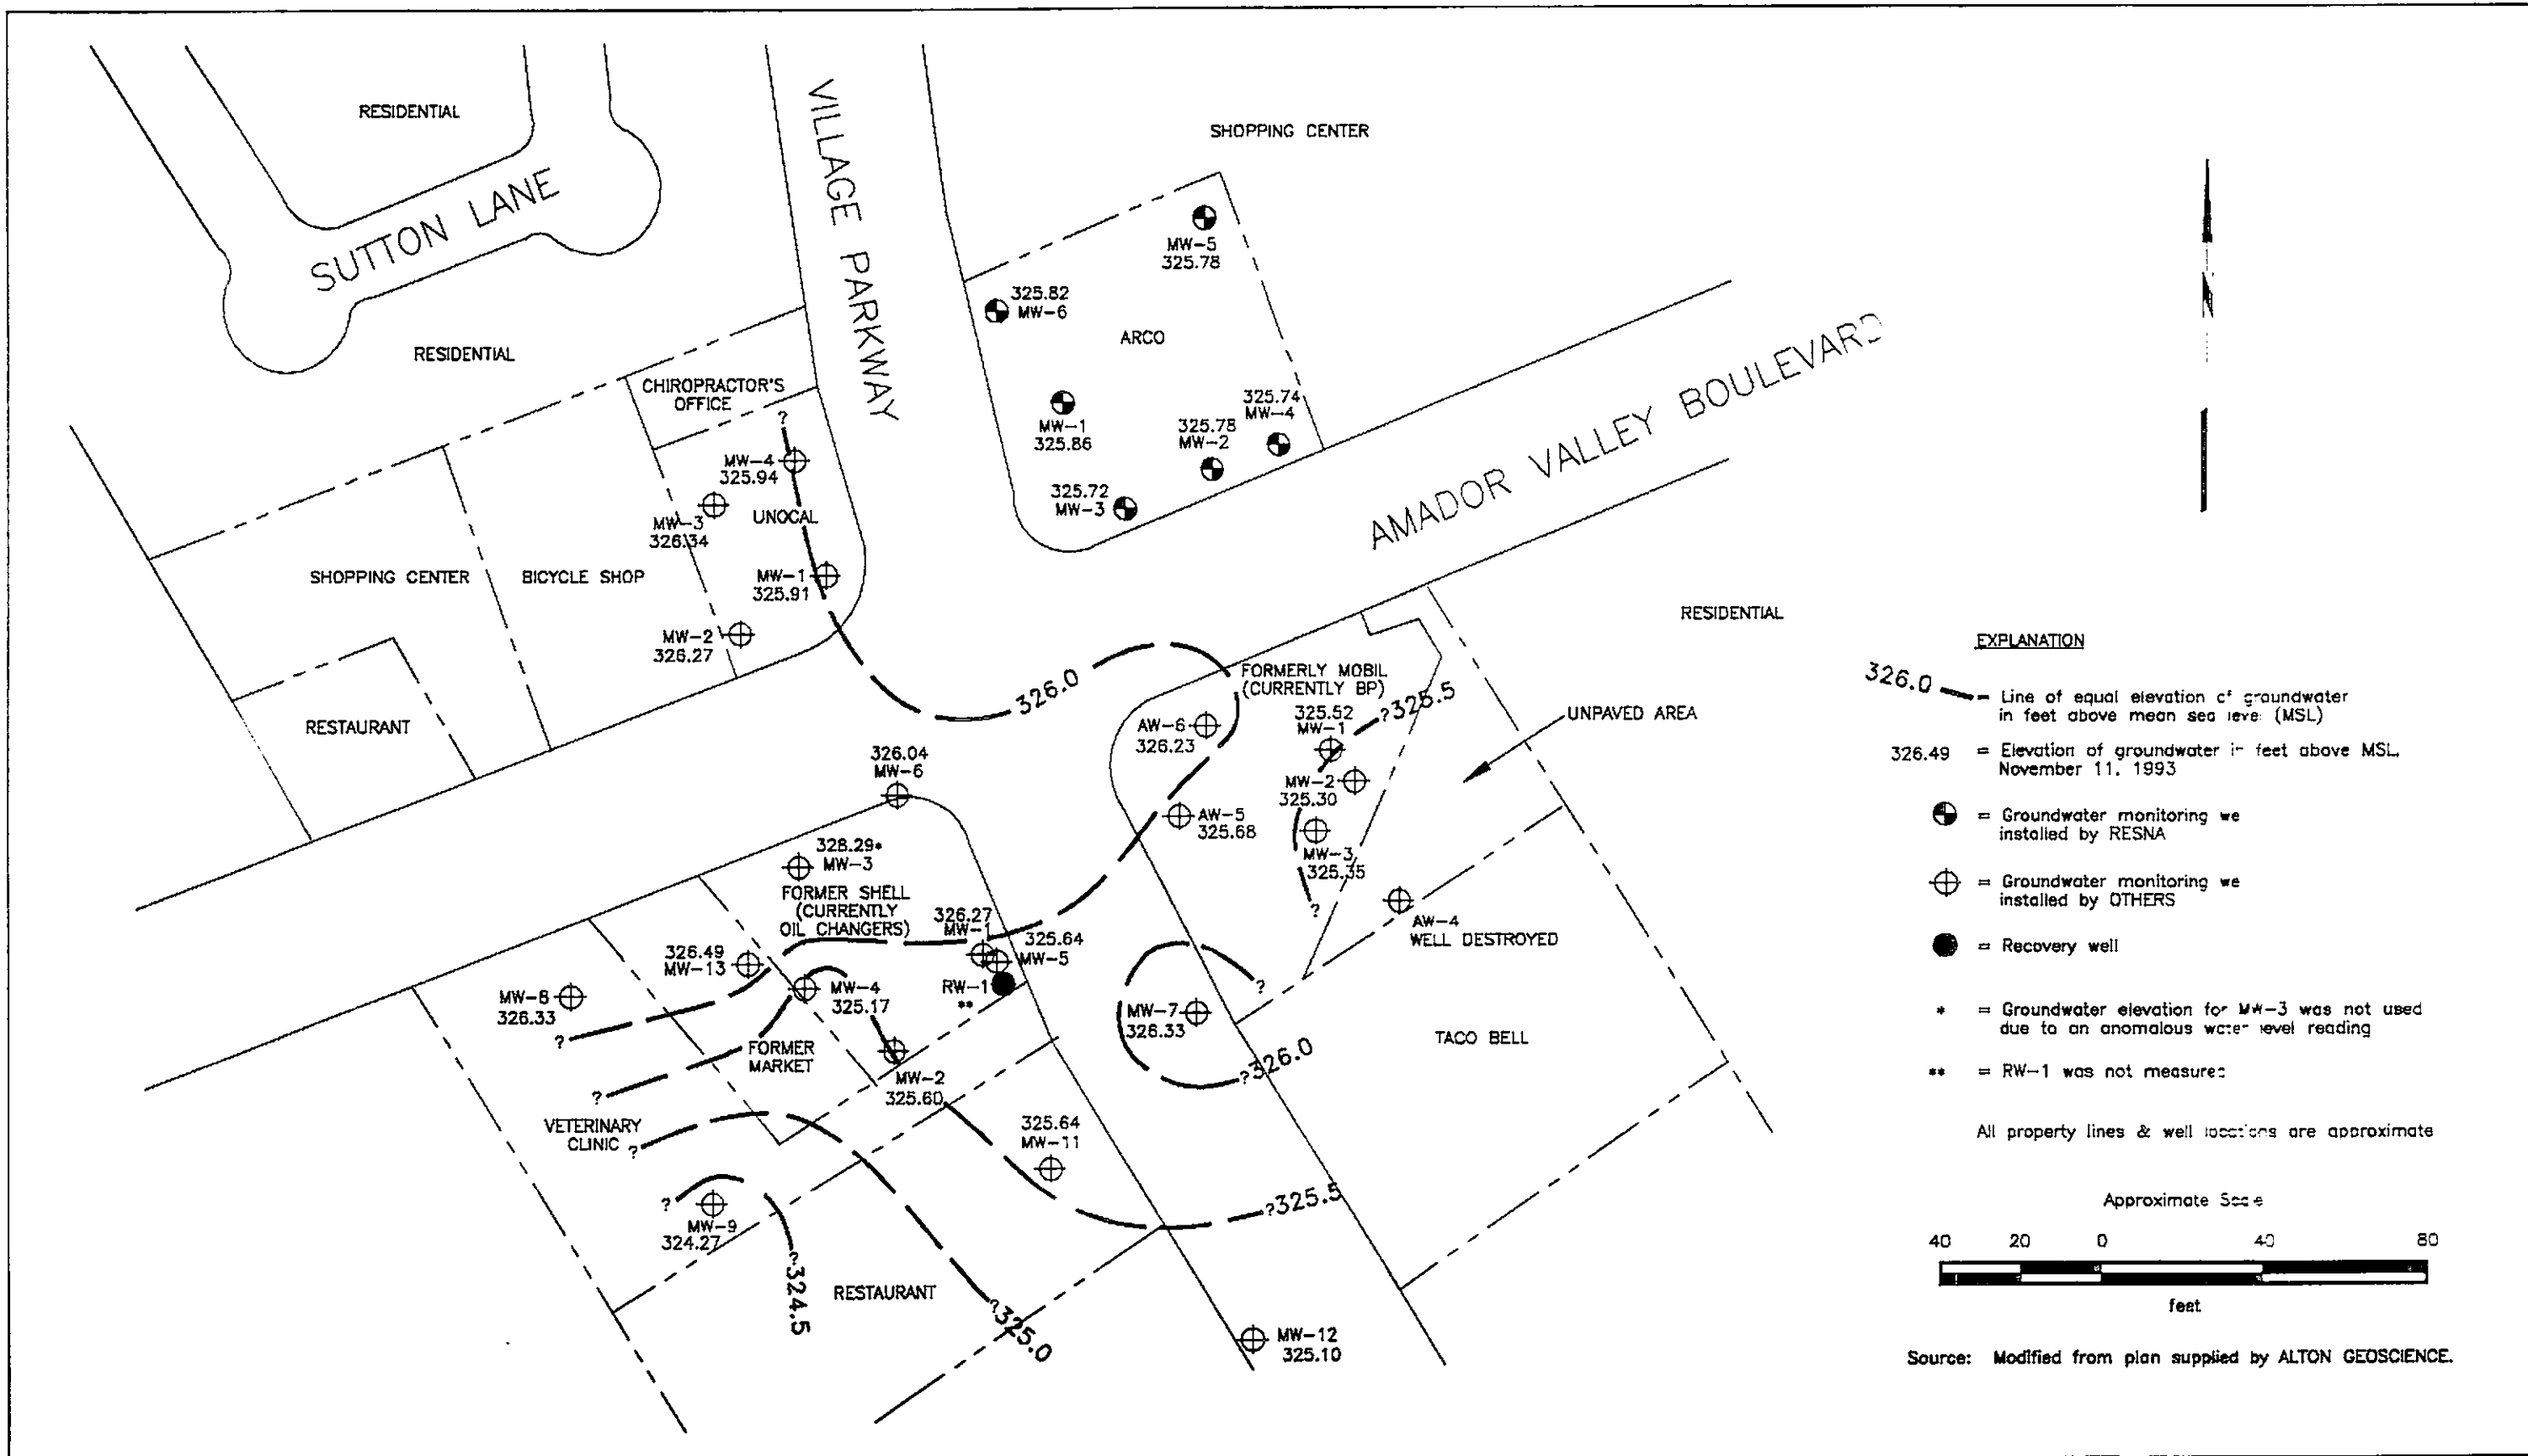 RESIDENTIAL
SUTTON LANE
RESIDENTIAL
VILLAGE PARKWAY
SHOPPING CENTER
MW-5
325.78
325.82
MW-6
ARCO
MW-1
325.86
325.74
MW-4
325.78
MW-2
325.72
MW-3
AMADOR VALLEY BOULEVARD
CHIROPRACTOR'S
OFFICE
?
MW-4
325.94
MW-3
326.34
UNOCAL
MW-1
325.91
MW-2
326.27
SHOPPING CENTER
BICYCLE SHOP
RESTAURANT
326.0
RESIDENTIAL
FORMERLY MOBIL
(CURRENTLY BP)
325.52
MW-1
?325.5
AW-6
326.23
MW-2
325.30
AW-5
325.68
MW-3
325.35
?
UNPAVED AREA
AW-4
WELL DESTROYED
326.04
MW-6
328.29*
MW-3
FORMER SHELL
(CURRENTLY
OIL CHANGERS)
326.27
MW-1
325.64
MW-5
RW-1
**
326.49
MW-13
MW-8
326.33
?
MW-4
325.17
FORMER
MARKET
?
MW-2
325.60
MW-7
326.33
?
?326.0
TACO BELL
VETERINARY
CLINIC
?
325.64
MW-11
?325.5
?
MW-9
324.27
?324.5
RESTAURANT
?325.0
MW-12
325.10
EXPLANATION
326.0
= Line of equal elevation of groundwater
in feet above mean sea level (MSL)
326.49 = Elevation of groundwater in feet above MSL,
November 11, 1993
= Groundwater monitoring we
installed by RESNA
= Groundwater monitoring we
installed by OTHERS
= Recovery well
* = Groundwater elevation for MW-3 was not used
due to an anomalous water level reading
** = RW-1 was not measured
All property lines & well locations are approximate
Approximate Scale
40 20 0 40 80
feet
Source: Modified from plan supplied by ALTON GEOSCIENCE.